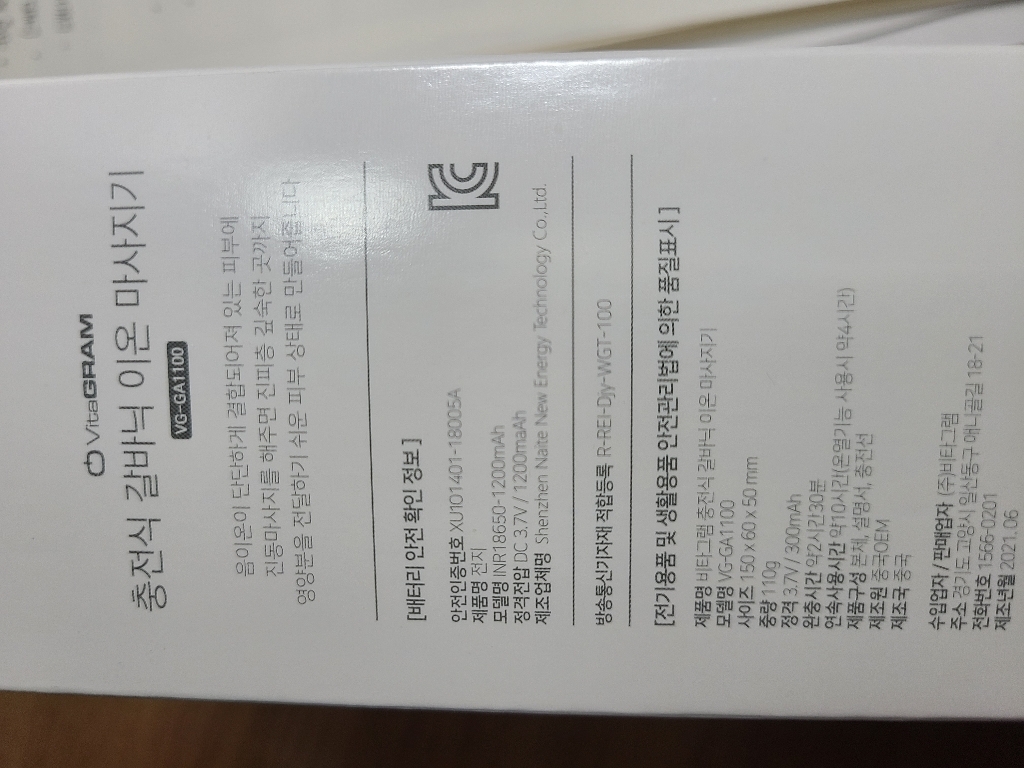 VitaGRAM
충전식 갈바닉 이온 마사지기
VG-GA1100
음이온이 단단하게 결합되어져 있는 피부에
진동마사지를 해주면 진피층 깊숙한 곳까지
영양분을 전달하기 쉬운 피부 상태로 만들어줍니다
[배터리 안전 확인 정보]
안전인증번호 XU101401-18005A
제품명 전지
모델명 INR18650-1200mAh
정격전압 DC 3.7V / 1200maAh
제조업체명 Shenzhen Naite New Energy Technology Co.,Ltd.
방송통신기자재 적합등록 R-REI-Djy-WGT-100
[전기용품 및 생활용품 안전관리법에 의한 품질표시]
제품명 비타그램 충전식 갈바닉 이온 마사지기
모델명 VG-GA1100
사이즈 150 x 60 x 50 mm
중량 110g
정격 3.7V / 300mAh
완충시간 약2시간30분
연속사용시간 약10시간(온열기능 사용시 약4시간)
제품구성 본체, 설명서, 충전선
제조원 중국OEM
제조국 중국
수입업자 / 판매업자 (주)비타그램
주소 경기도 고양시 일산동구 애니골길 18-21
전화번호 1566-0201
제조년월 2021.06